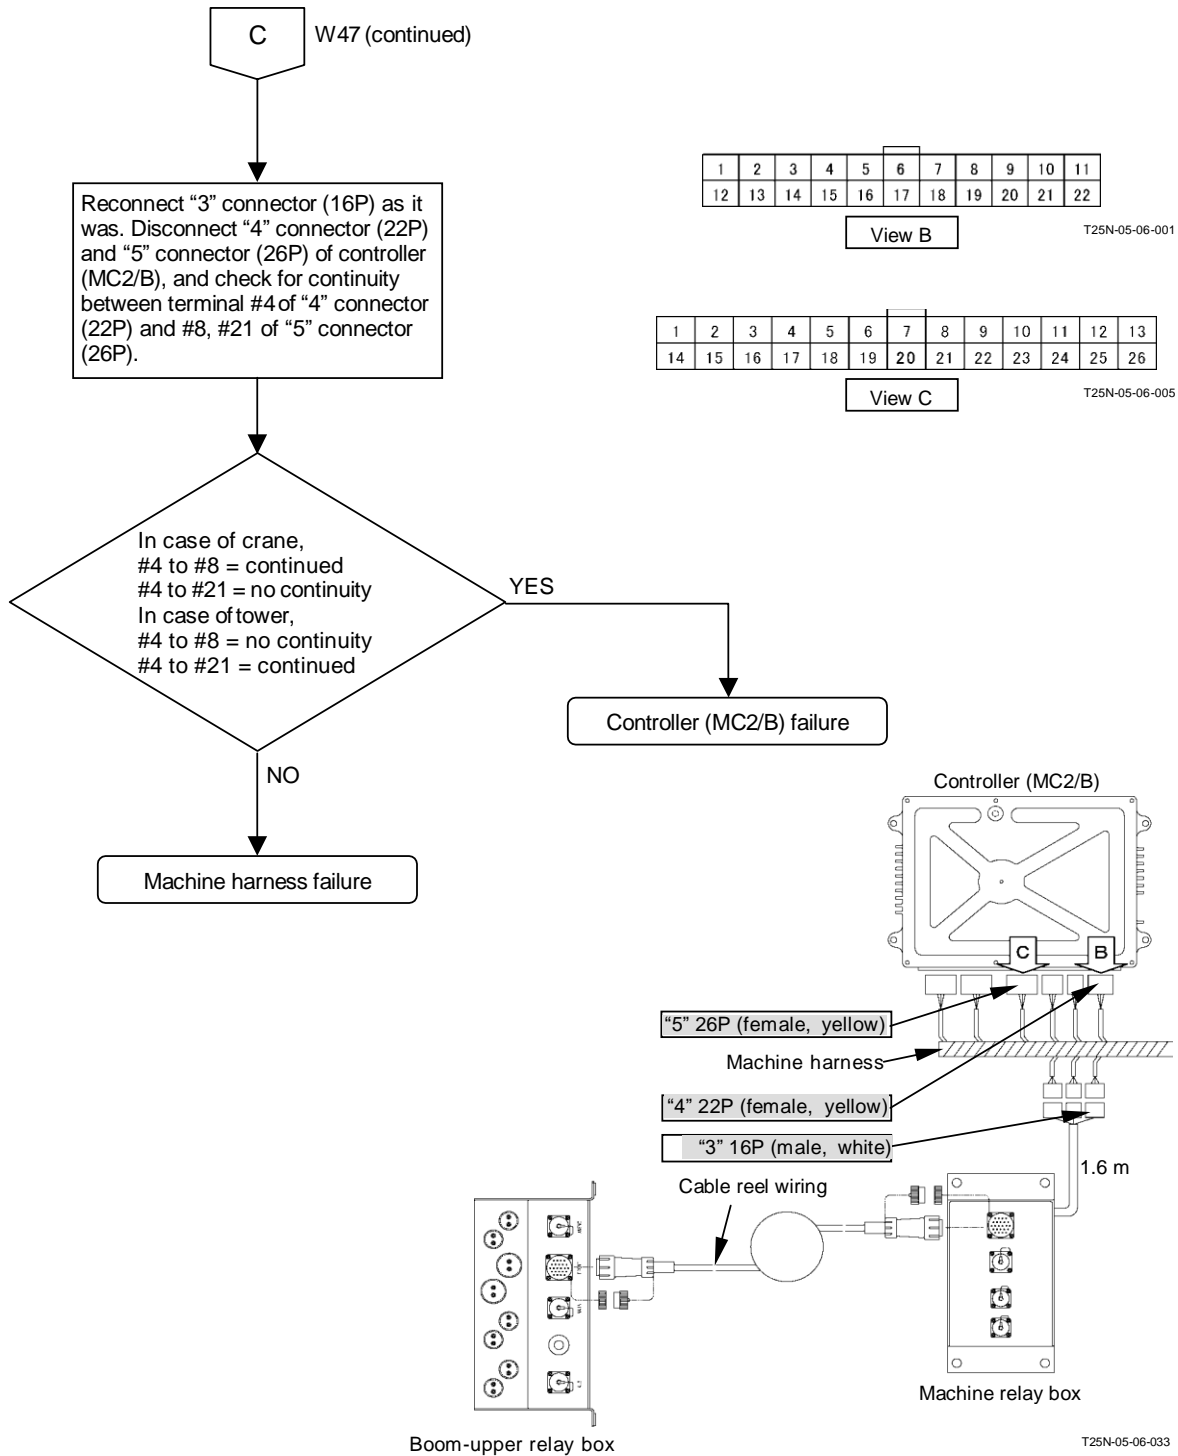 C
W47 (continued)
Reconnect “3” connector (16P) as it
was. Disconnect “4” connector (22P)
and “5” connector (26P) of controller
(MC2/B), and check for continuity
between terminal #4 of “4” connector
(22P) and #8, #21 of “5” connector
(26P).
1 2 3 4 5 6 7 8 9 10 11
12 13 14 15 16 17 18 19 20 21 22
View B
T25N-05-06-001
1 2 3 4 5 6 7 8 9 10 11 12 13
14 15 16 17 18 19 20 21 22 23 24 25 26
View C
T25N-05-06-005
In case of crane,
#4 to #8 = continued
#4 to #21 = no continuity
In case of tower,
#4 to #8 = no continuity
#4 to #21 = continued
YES
Controller (MC2/B) failure
NO
Machine harness failure
Controller (MC2/B)
C
B
“5” 26P (female, yellow)
Machine harness
“4” 22P (female, yellow)
“3” 16P (male, white)
1.6 m
Cable reel wiring
Machine relay box
Boom-upper relay box
T25N-05-06-033